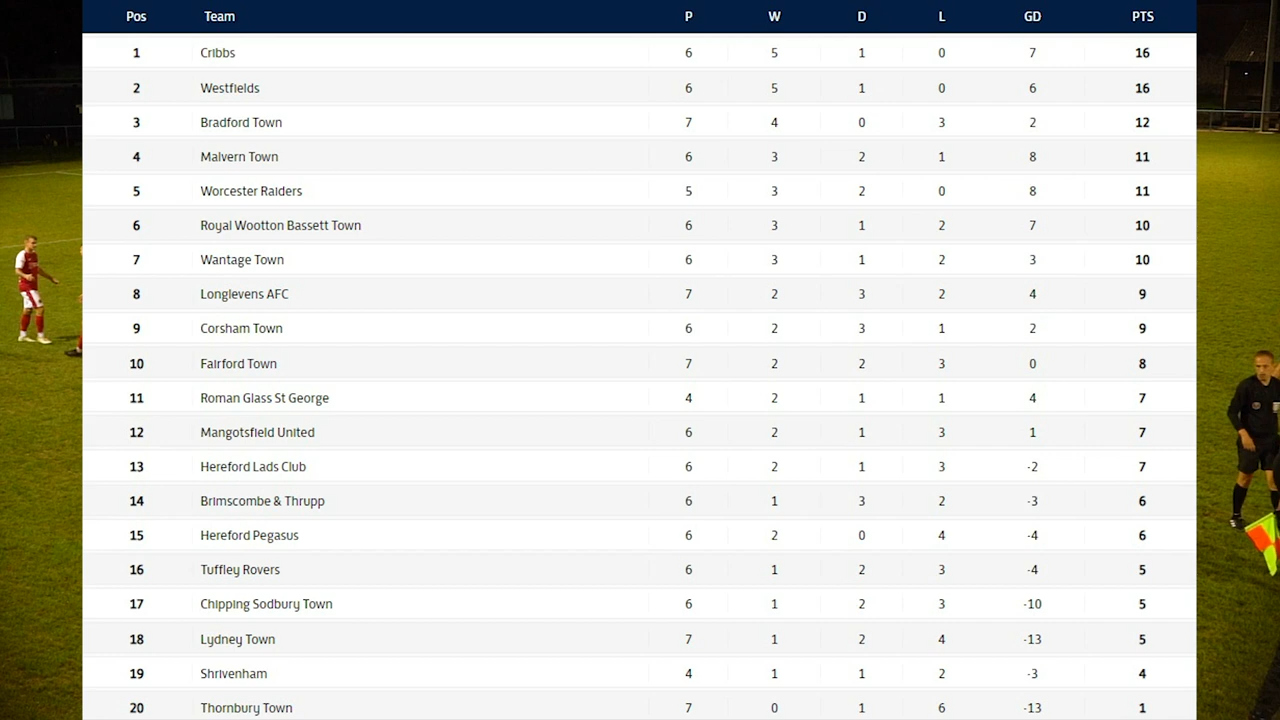 Pos Team P W D L GD PTS
1 Cribbs 6 5 1 0 7 16
2 Westfields 6 5 1 0 6 16
3 Bradford Town 7 4 0 3 2 12
4 Malvern Town 6 3 2 1 8 11
5 Worcester Raiders 5 3 2 0 8 11
6 Royal Wootton Bassett Town 6 3 1 2 7 10
7 Wantage Town 6 3 1 2 3 10
8 Longlevens AFC 7 2 3 2 4 9
9 Corsham Town 6 2 3 1 2 9
10 Fairford Town 7 2 2 3 0 8
11 Roman Glass St George 4 2 1 1 4 7
12 Mangotsfield United 6 2 1 3 1 7
13 Hereford Lads Club 6 2 1 3 -2 7
14 Brimscombe & Thrupp 6 1 3 2 -3 6
15 Hereford Pegasus 6 2 0 4 -4 6
16 Tuffley Rovers 6 1 2 3 -4 5
17 Chipping Sodbury Town 6 1 2 3 -10 5
18 Lydney Town 7 1 2 4 -13 5
19 Shrivenham 4 1 1 2 -3 4
20 Thornbury Town 7 0 1 6 -13 1